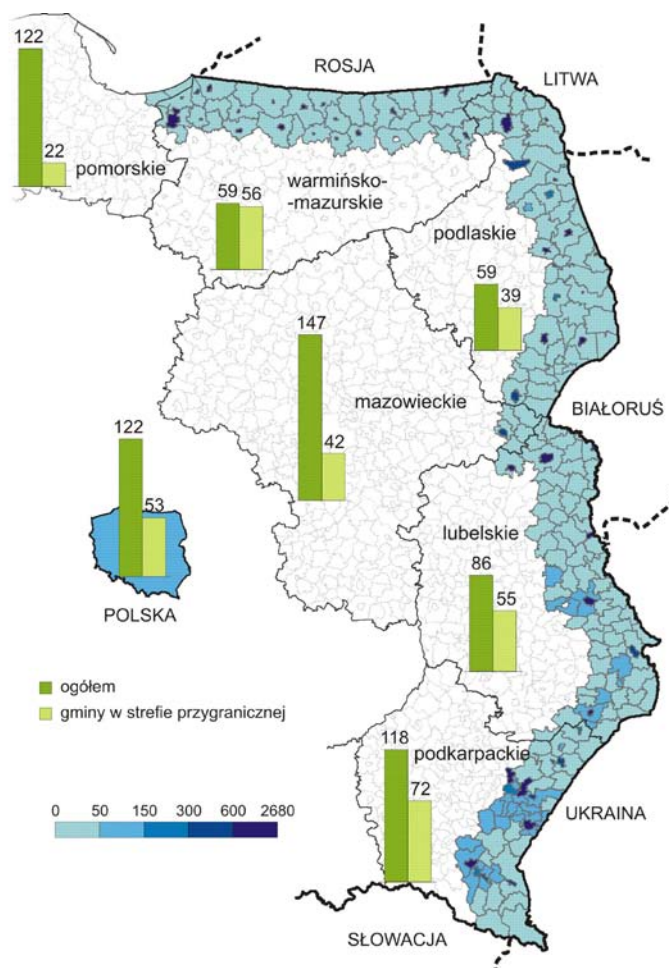 122
ROSJA
LITWA
22
pomorskie
59 56
warmińsko-
-mazurskie
podlaskie
59
39
147
mazowieckie
42
BIAŁORUŚ
122
53
POLSKA
lubelskie
86
55
ogółem
gminy w strefie przygranicznej
118
podkarpackie
72
0 50 150 300 600 2680
UKRAINA
SŁOWACJA